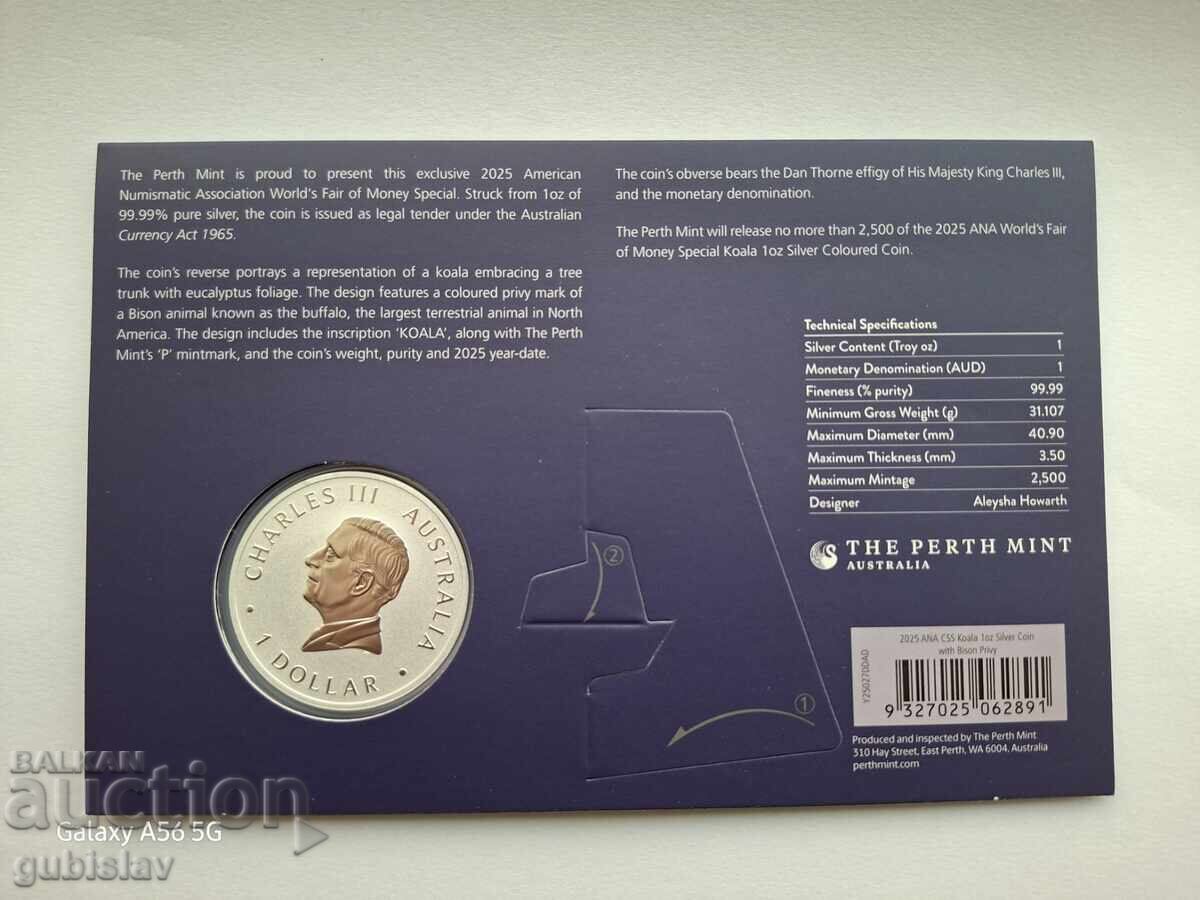 The Perth Mint is proud to present this exclusive 2025 American
Numismatic Association World's Fair of Money Special. Struck from 1oz of
99.99% pure silver, the coin is issued as legal tender under the Australian
Currency Act 1965.
The coin's reverse portrays a representation of a koala embracing a tree
trunk with eucalyptus foliage. The design features a coloured privy mark of
a Bison animal known as the buffalo, the largest terrestrial animal in North
America. The design includes the inscription 'KOALA', along with The Perth
Mint's 'P' mintmark, and the coin's weight, purity and 2025 year-date.
The coin's obverse bears the Dan Thorne effigy of His Majesty King Charles III,
and the monetary denomination.
The Perth Mint will release no more than 2,500 of the 2025 ANA World's Fair
of Money Special Koala 1oz Silver Coloured Coin.
Technical Specifications
Silver Content (Troy oz) 1
Monetary Denomination (AUD) 1
Fineness (% purity) 99.99
Minimum Gross Weight (g) 31.107
Maximum Diameter (mm) 40.90
Maximum Thickness (mm) 3.50
Maximum Mintage 2,500
Designer Aleysha Howarth
THE PERTH MINT
AUSTRALIA
CHARLES III AUSTRALIA
• 1 DOLLAR •
2
1
2025 ANA CSS Koala 1oz Silver Coin
with Bison Privy
Y25027DDAD
9 327025 062891
Produced and inspected by The Perth Mint
310 Hay Street, East Perth, WA 6004, Australia
perthmint.com
BALKAN
auction
Galaxy A56 5G
gubislav